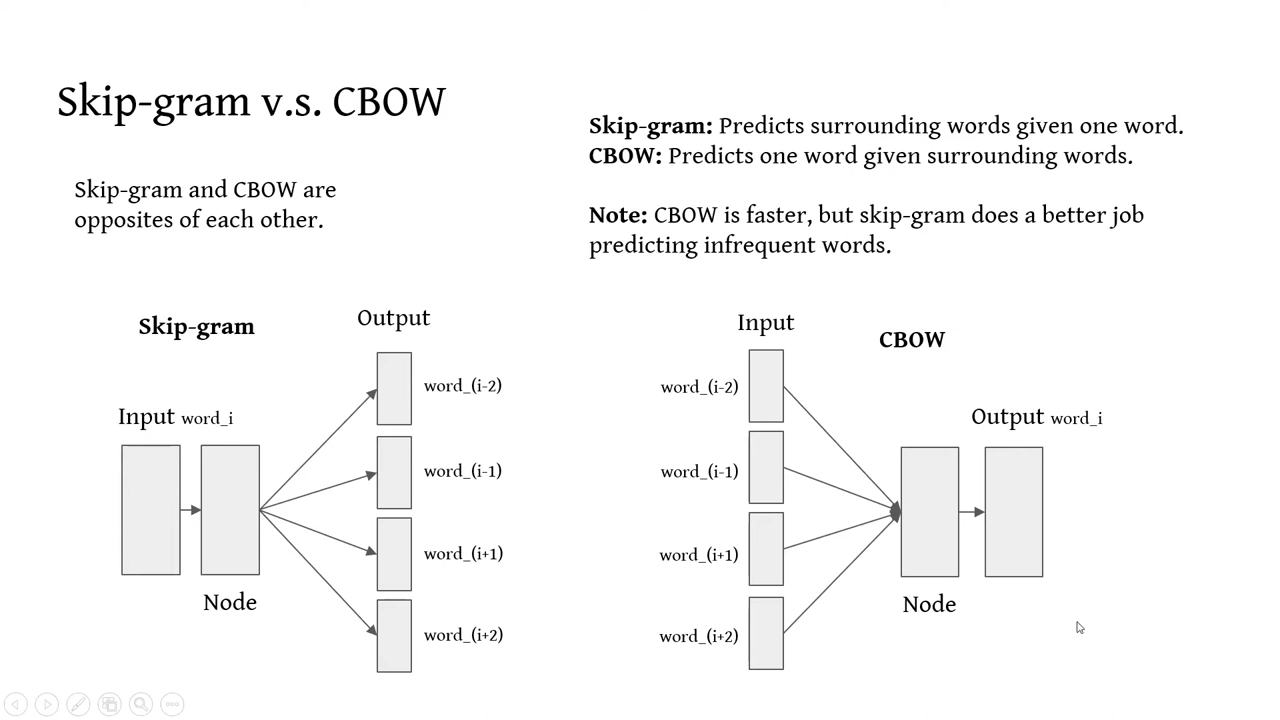 Skip-gram v.s. CBOW
Skip-gram and CBOW are
opposites of each other.
Skip-gram: Predicts surrounding words given one word.
CBOW: Predicts one word given surrounding words.
Note: CBOW is faster, but skip-gram does a better job
predicting infrequent words.
Skip-gram
Output
Input word_i
word_(i-2)
word_(i-1)
word_(i+1)
word_(i+2)
Node
Input
CBOW
word_(i-2)
word_(i-1)
word_(i+1)
word_(i+2)
Output word_i
Node